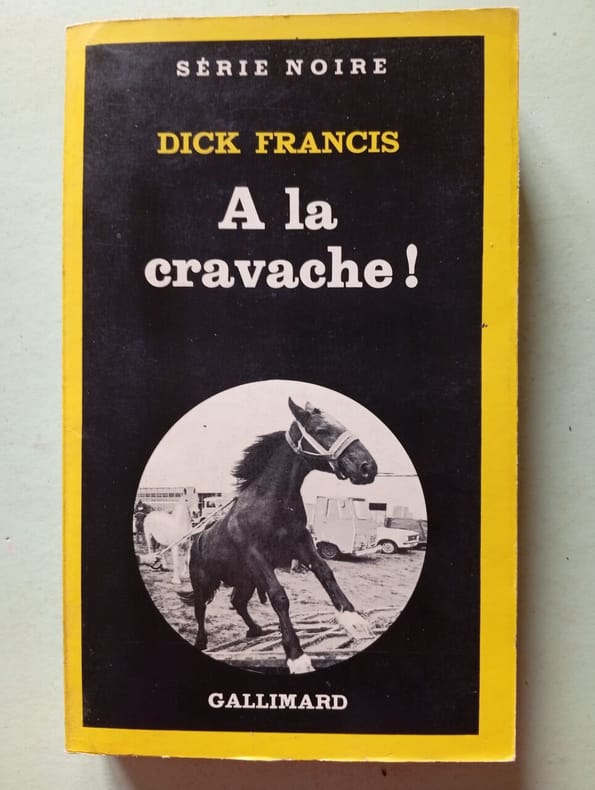 SÉRIE NOIRE
DICK FRANCIS
A la
cravache!
GALLIMARD